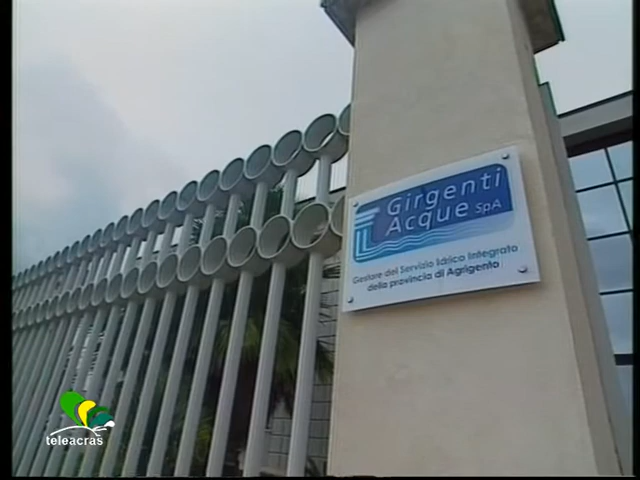 Girgenti
Acque SpA
Gestore del Servizio Idrico Integrato
della provincia di Agrigento
teleacras